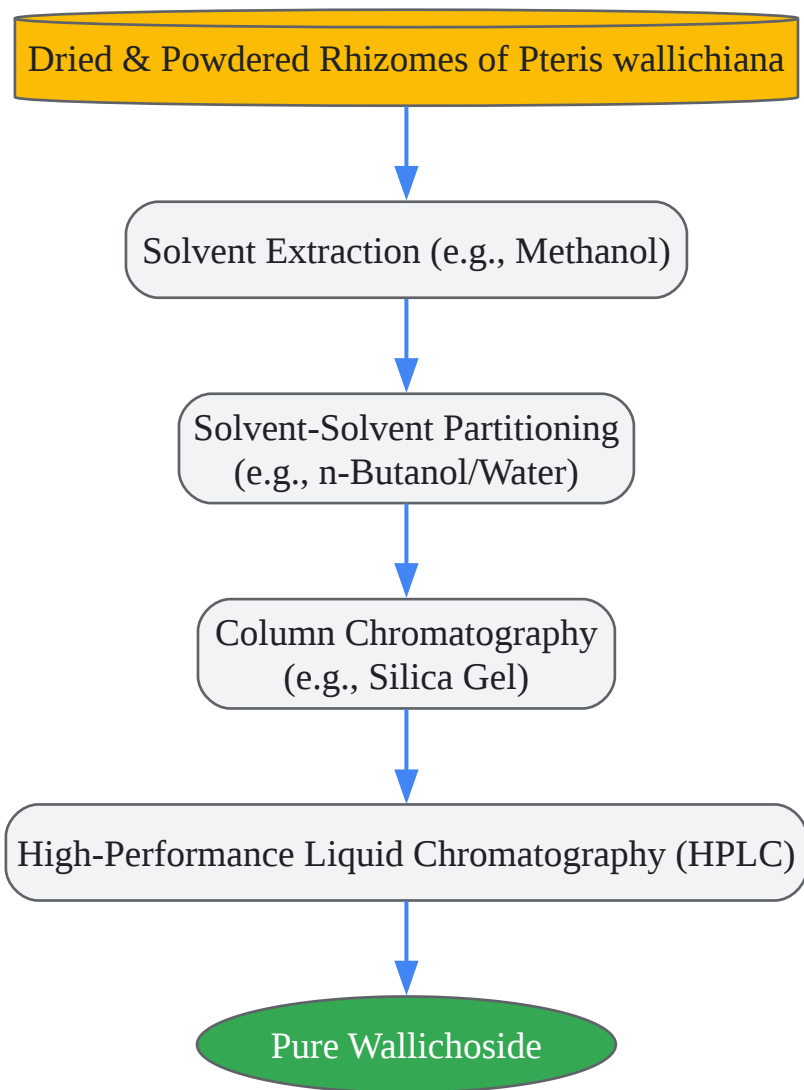 Dried & Powdered Rhizomes of Pteris wallichiana
Solvent Extraction (e.g., Methanol)
Solvent-Solvent Partitioning
(e.g., n-Butanol/Water)
Column Chromatography
(e.g., Silica Gel)
High-Performance Liquid Chromatography (HPLC)
Pure Wallichoside